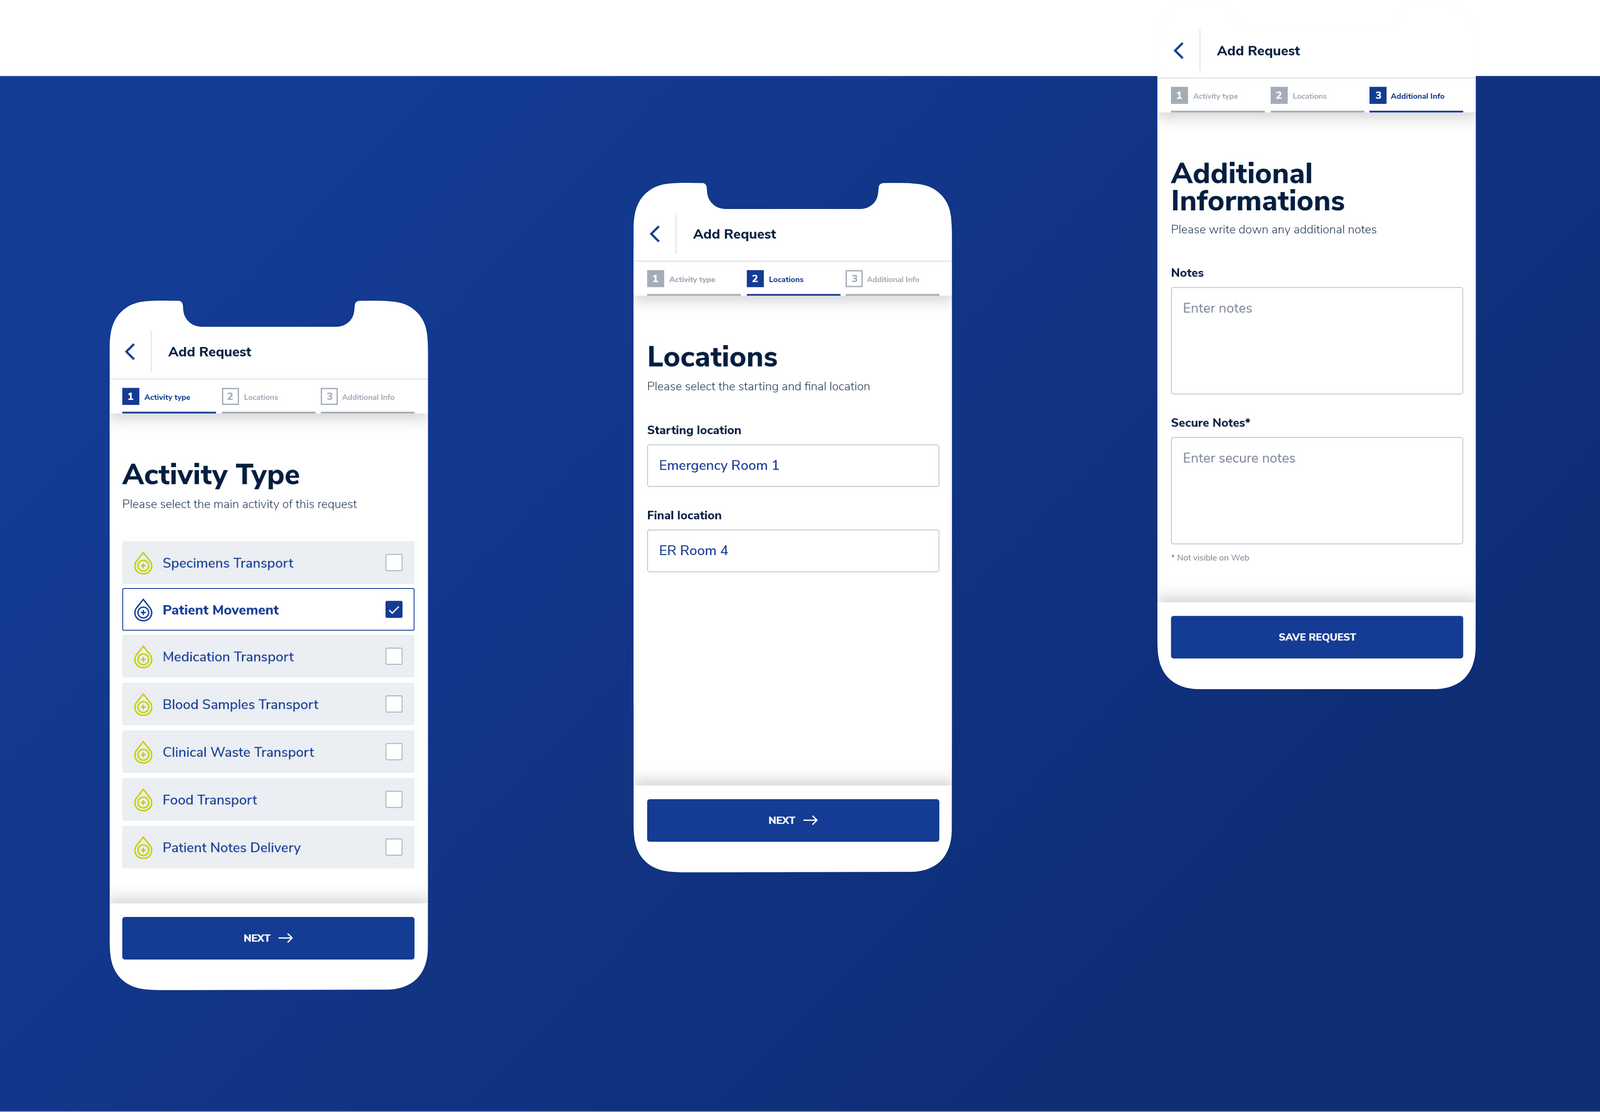 Add Request
1 Activity type 2 Locations 3 Additional Info
Activity Type
Please select the main activity of this request
Specimens Transport
Patient Movement
Medication Transport
Blood Samples Transport
Clinical Waste Transport
Food Transport
Patient Notes Delivery
NEXT
Add Request
1 Activity type 2 Locations 3 Additional Info
Locations
Please select the starting and final location
Starting location
Emergency Room 1
Final location
ER Room 4
NEXT
Add Request
1 Activity type 2 Locations 3 Additional Info
Additional
Informations
Please write down any additional notes
Notes
Enter notes
Secure Notes*
Enter secure notes
* Not visible on Web
SAVE REQUEST